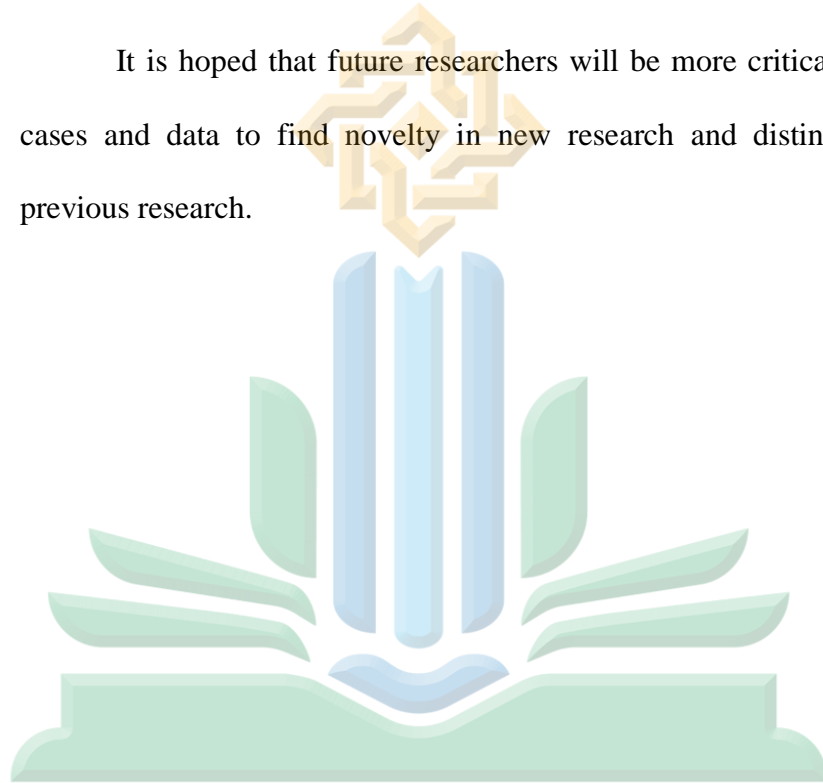 It is hoped that future researchers will be more critica
cases and data to find novelty in new research and distin
previous research.